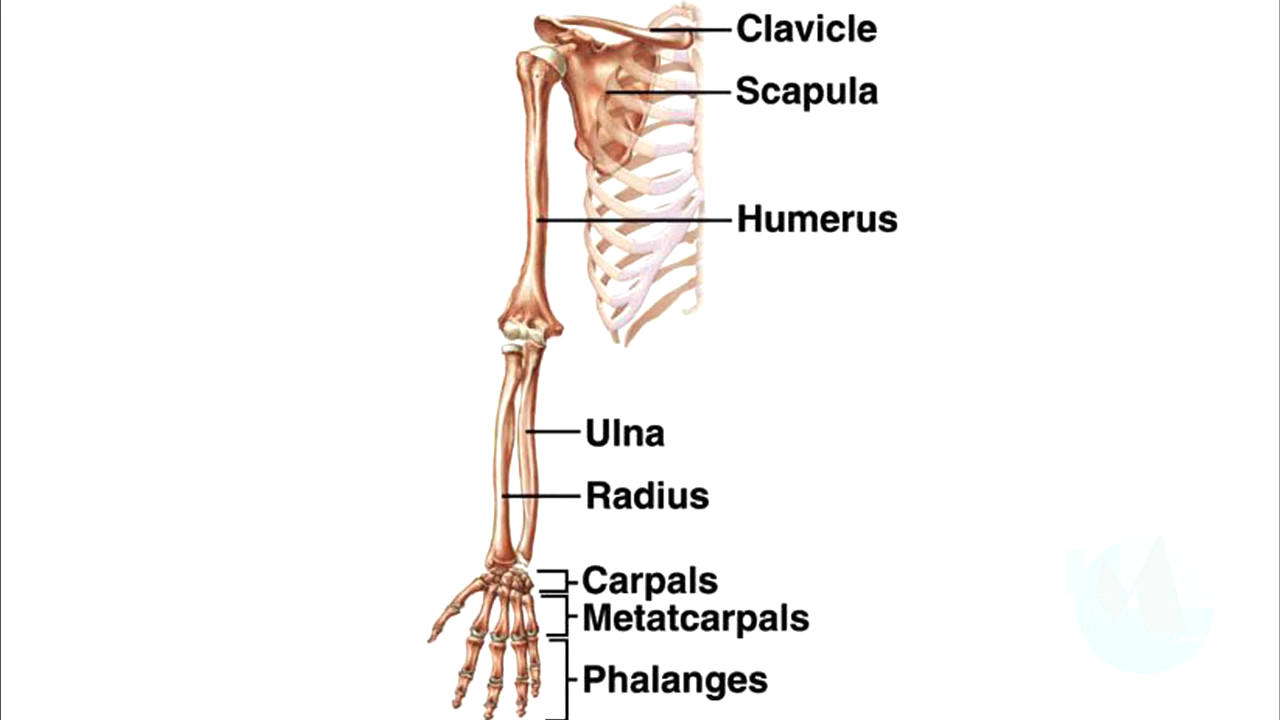 Clavicle
Scapula
Humerus
Ulna
Radius
Carpals
Metatcarpals
Phalanges